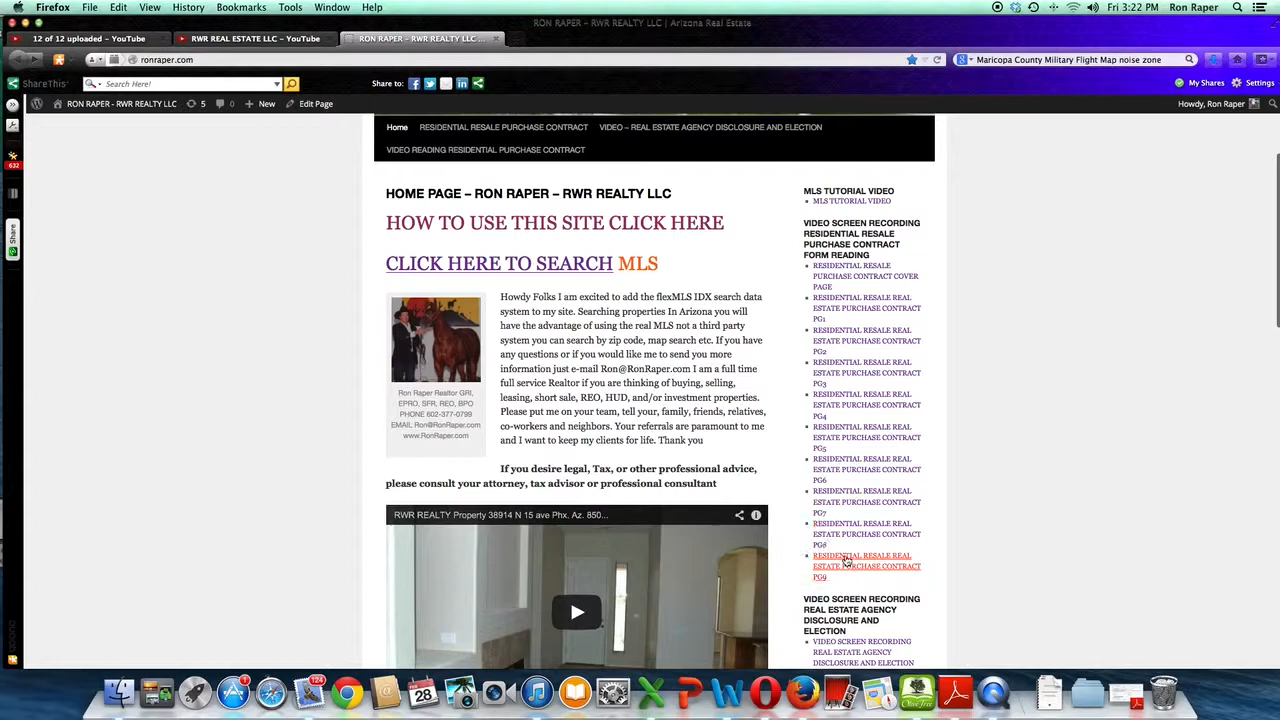 Firefox File Edit View History Bookmarks Tools Window Help Fri 3:22 PM Ron Raper
RON RAPER - RWR REALTY LLC | Arizona Real Estate
12 of 12 uploaded - YouTube RWR REAL ESTATE LLC - YouTube RON RAPER - RWR REALTY LLC ...
ronraper.com Maricopa County Military Flight Map noise zone
ShareThis Search Here! Share to: My Shares Settings
RON RAPER - RWR REALTY LLC 5 0 + New Edit Page Howdy, Ron Raper
632
Share
Home RESIDENTIAL RESALE PURCHASE CONTRACT VIDEO – REAL ESTATE AGENCY DISCLOSURE AND ELECTION
VIDEO READING RESIDENTIAL PURCHASE CONTRACT
HOME PAGE – RON RAPER – RWR REALTY LLC
HOW TO USE THIS SITE CLICK HERE
CLICK HERE TO SEARCH MLS
Howdy Folks I am excited to add the flexMLS IDX search data
system to my site. Searching properties In Arizona you will
have the advantage of using the real MLS not a third party
system you can search by zip code, map search etc. If you have
any questions or if you would like me to send you more
information just e-mail Ron@RonRaper.com I am a full time
full service Realtor if you are thinking of buying, selling,
leasing, short sale, REO, HUD, and/or investment properties.
Please put me on your team, tell your, family, friends, relatives,
co-workers and neighbors. Your referrals are paramount to me
and I want to keep my clients for life. Thank you
Ron Raper Realtor GRI,
EPRO, SFR, REO, BPO
PHONE 602-377-0799
EMAIL Ron@RonRaper.com
www.RonRaper.com
If you desire legal, Tax, or other professional advice,
please consult your attorney, tax advisor or professional consultant
RWR REALTY Property 38914 N 15 ave Phx. Az. 850...
MLS TUTORIAL VIDEO
MLS TUTORIAL VIDEO
VIDEO SCREEN RECORDING
RESIDENTIAL RESALE
PURCHASE CONTRACT
FORM READING
RESIDENTIAL RESALE
PURCHASE CONTRACT COVER
PAGE
RESIDENTIAL RESALE REAL
ESTATE PURCHASE CONTRACT
PG1
RESIDENTIAL RESALE REAL
ESTATE PURCHASE CONTRACT
PG2
RESIDENTIAL RESALE REAL
ESTATE PURCHASE CONTRACT
PG3
RESIDENTIAL RESALE REAL
ESTATE PURCHASE CONTRACT
PG4
RESIDENTIAL RESALE REAL
ESTATE PURCHASE CONTRACT
PG5
RESIDENTIAL RESALE REAL
ESTATE PURCHASE CONTRACT
PG6
RESIDENTIAL RESALE REAL
ESTATE PURCHASE CONTRACT
PG7
RESIDENTIAL RESALE REAL
ESTATE PURCHASE CONTRACT
PG8
RESIDENTIAL RESALE REAL
ESTATE PURCHASE CONTRACT
PG9
VIDEO SCREEN RECORDING
REAL ESTATE AGENCY
DISCLOSURE AND
ELECTION
VIDEO SCREEN RECORDING
REAL ESTATE AGENCY
DISCLOSURE AND ELECTION
1 124 FEB 28